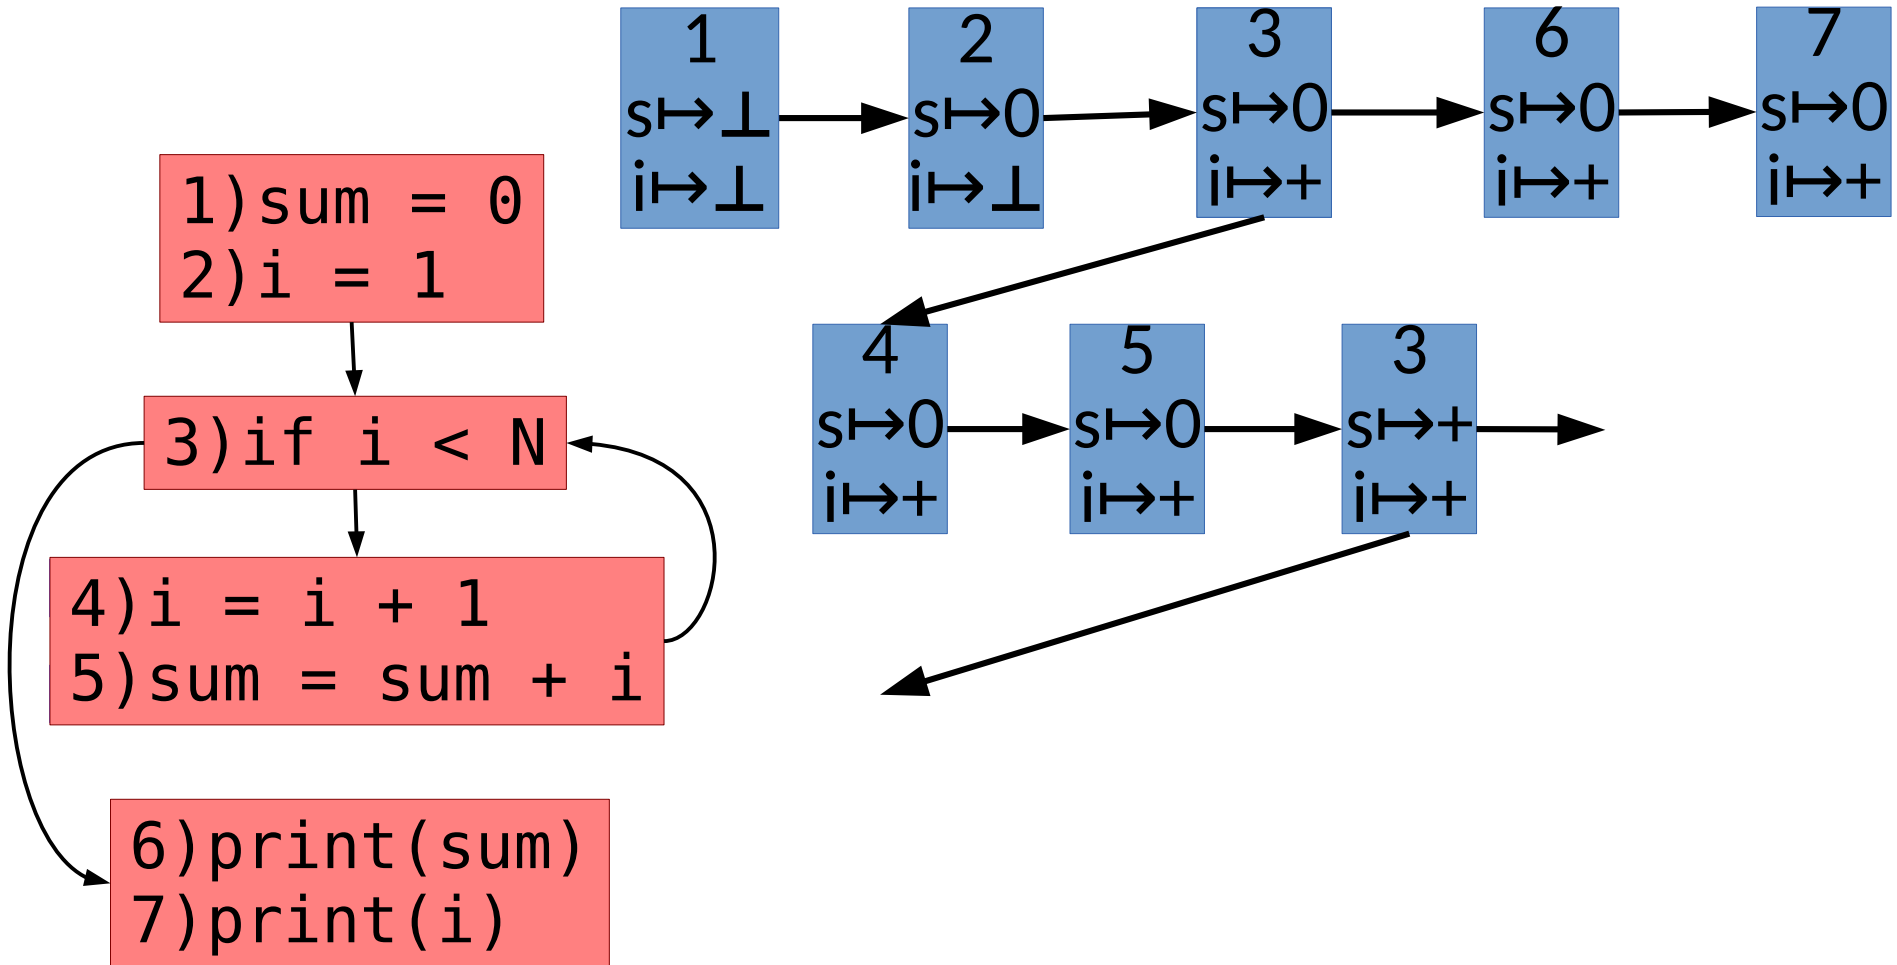 1)sum = 0
2)i = 1
3)if i < N
4)i = i + 1
5)sum = sum + i
6)print(sum)
7)print(i)
1
s↦⊥
i↦⊥
2
s↦0
i↦⊥
3
s↦0
i↦+
6
s↦0
i↦+
7
s↦0
i↦+
4
s↦0
i↦+
5
s↦0
i↦+
3
s↦+
i↦+